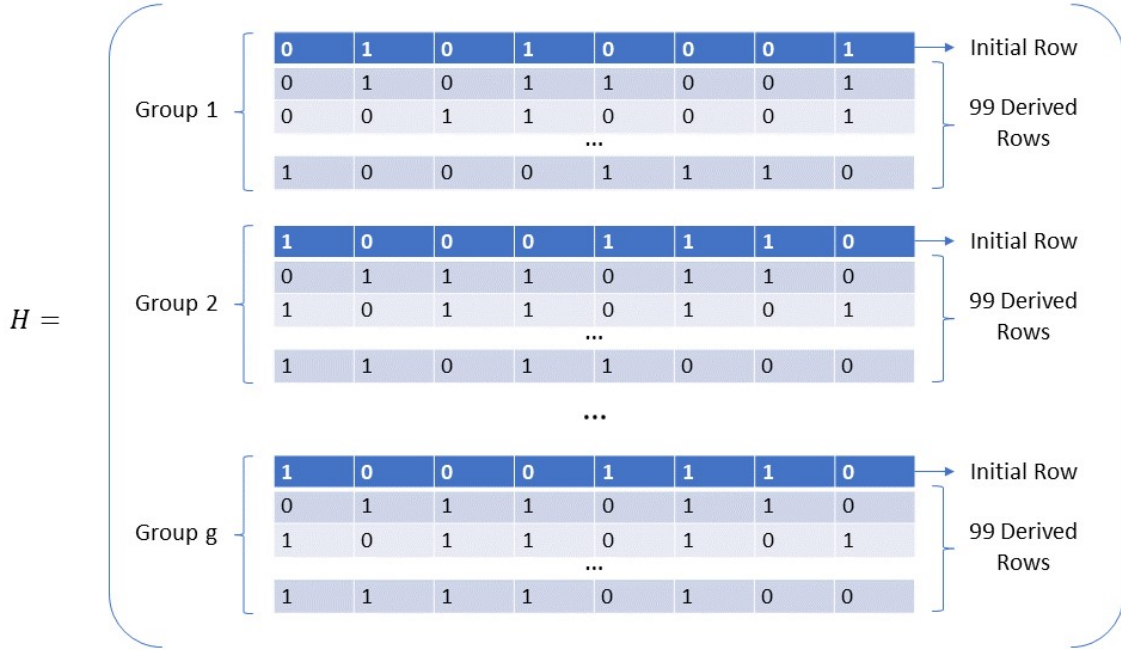 0 1 0 1 0 0 0 1 Initial Row
0 1 0 1 1 0 0 1
Group 1 0 0 1 1 0 0 0 1 99 Derived
Rows
...
1 0 0 0 1 1 1 0
1 0 0 0 1 1 1 0 Initial Row
0 1 1 1 0 1 1 0
Group 2 1 0 1 1 0 1 0 1 99 Derived
Rows
H =
...
1 1 0 1 1 0 0 0
...
1 0 0 0 1 1 1 0 Initial Row
0 1 1 1 0 1 1 0
Group g 1 0 1 1 0 1 0 1 99 Derived
Rows
...
1 1 1 1 0 1 0 0